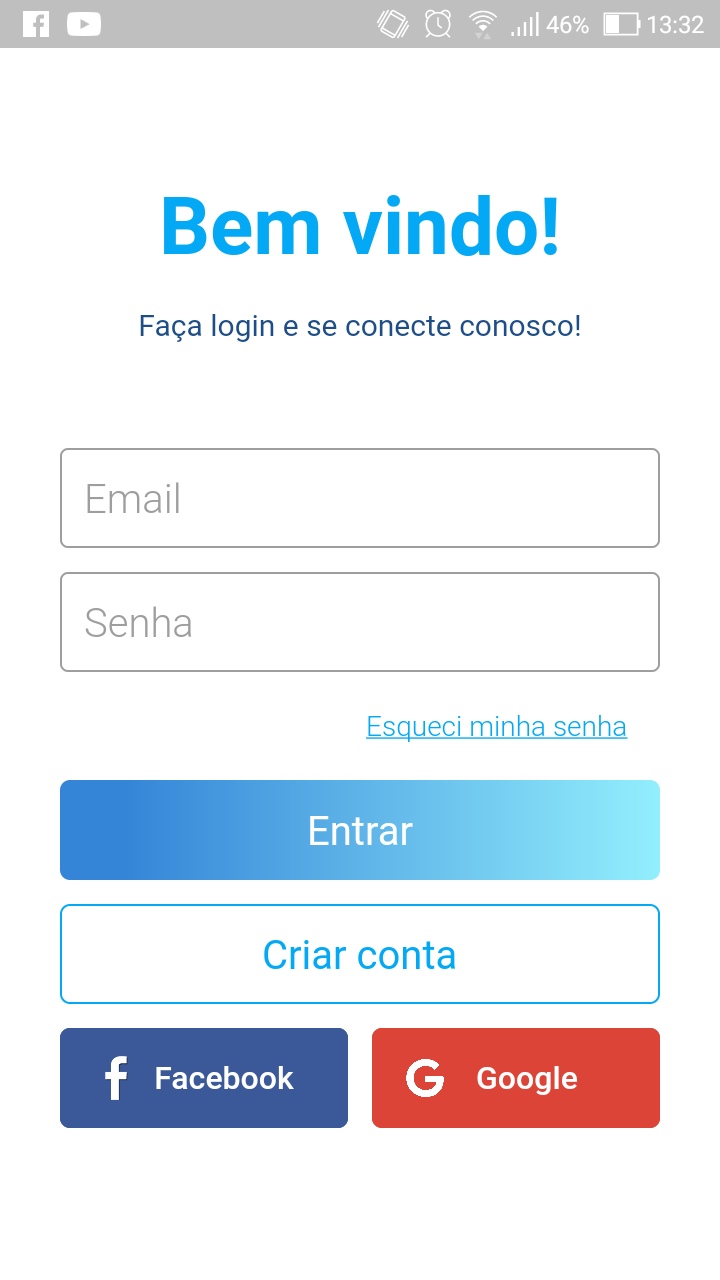 46% 13:32
Bem vindo!
Faça login e se conecte conosco!
Email
Senha
Esqueci minha senha
Entrar
Criar conta
Facebook
Google